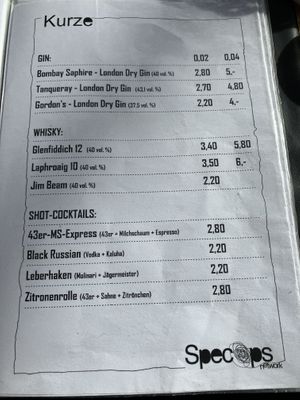 Kurze
GIN: 0,02 0,04
Bombay Saphire - London Dry Gin (40 vol. %) 2,80 5,-
Tanqueray - London Dry Gin (43,1 vol. %) 2,70 4,80
Gordon's - London Dry Gin (37,5 vol. %) 2,20 4,-
WHISKY:
Glenfiddich 12 (40 vol. %) 3,40 5,80
Laphroaig 10 (40 vol. %) 3,50 6,-
Jim Beam (40 vol. %) 2,20
SHOT-COCKTAILS:
43er-MS-Express (43er + Milchschaum + Espresso) 2,80
Black Russian (Vodka + Kaluha) 2,20
Leberhaken (Molinari + Jägermeister) 2,20
Zitronenrolle (43er + Sahne + Zitrönchen) 2,80
SpecOps
network